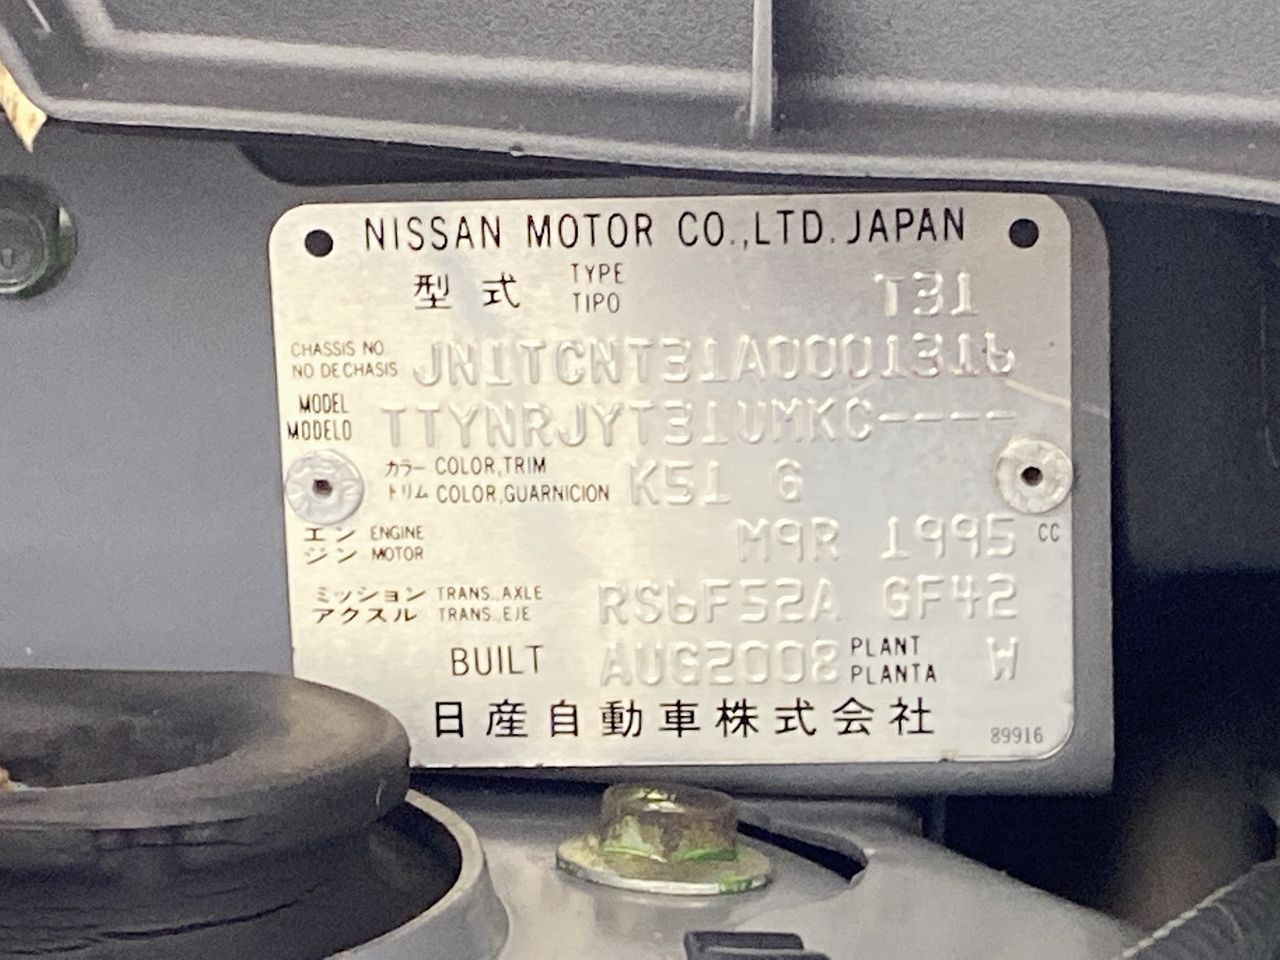 NISSAN MOTOR CO.,LTD. JAPAN
型式 TYPE TIPO T31
CHASSIS NO. NO DE CHASIS JN1TCNT31A0001316
MODEL MODELO TTYNRJYT31UMKC----
カラー COLOR,TRIM
トリム COLOR,GUARNICION K51 G
エンジン ENGINE MOTOR M9R 1995 CC
ミッション TRANS.,AXLE
アクスル TRANS.,EJE RS6F52A GF42
BUILT AUG2008 PLANT PLANTA W
日産自動車株式会社
89916